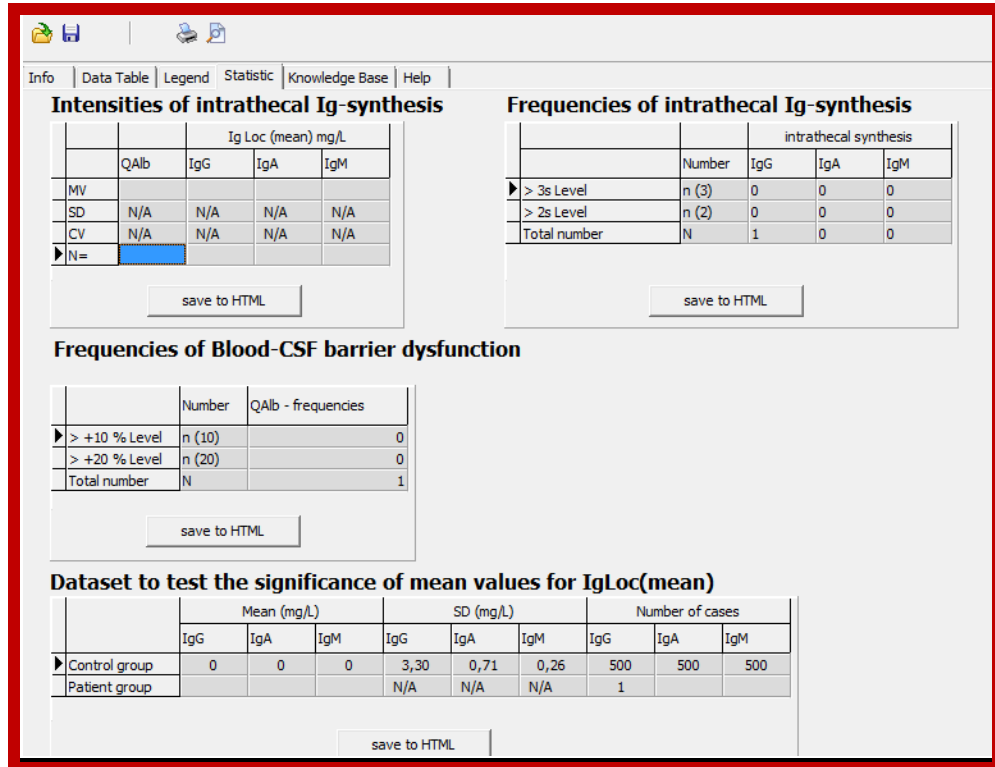 Info Data Table Legend Statistic Knowledge Base Help
Intensities of intrathecal Ig-synthesis
Ig Loc (mean) mg/L
QAlb IgG IgA IgM
MV
SD N/A N/A N/A N/A
CV N/A N/A N/A N/A
N=
save to HTML
Frequencies of intrathecal Ig-synthesis
intrathecal synthesis
Number IgG IgA IgM
> 3s Level n (3) 0 0 0
> 2s Level n (2) 0 0 0
Total number N 1 0 0
save to HTML
Frequencies of Blood-CSF barrier dysfunction
Number QAlb - frequencies
> +10 % Level n (10) 0
> +20 % Level n (20) 0
Total number N 1
save to HTML
Dataset to test the significance of mean values for IgLoc(mean)
Mean (mg/L) SD (mg/L) Number of cases
IgG IgA IgM IgG IgA IgM IgG IgA IgM
Control group 0 0 0 3,30 0,71 0,26 500 500 500
Patient group N/A N/A N/A 1
save to HTML